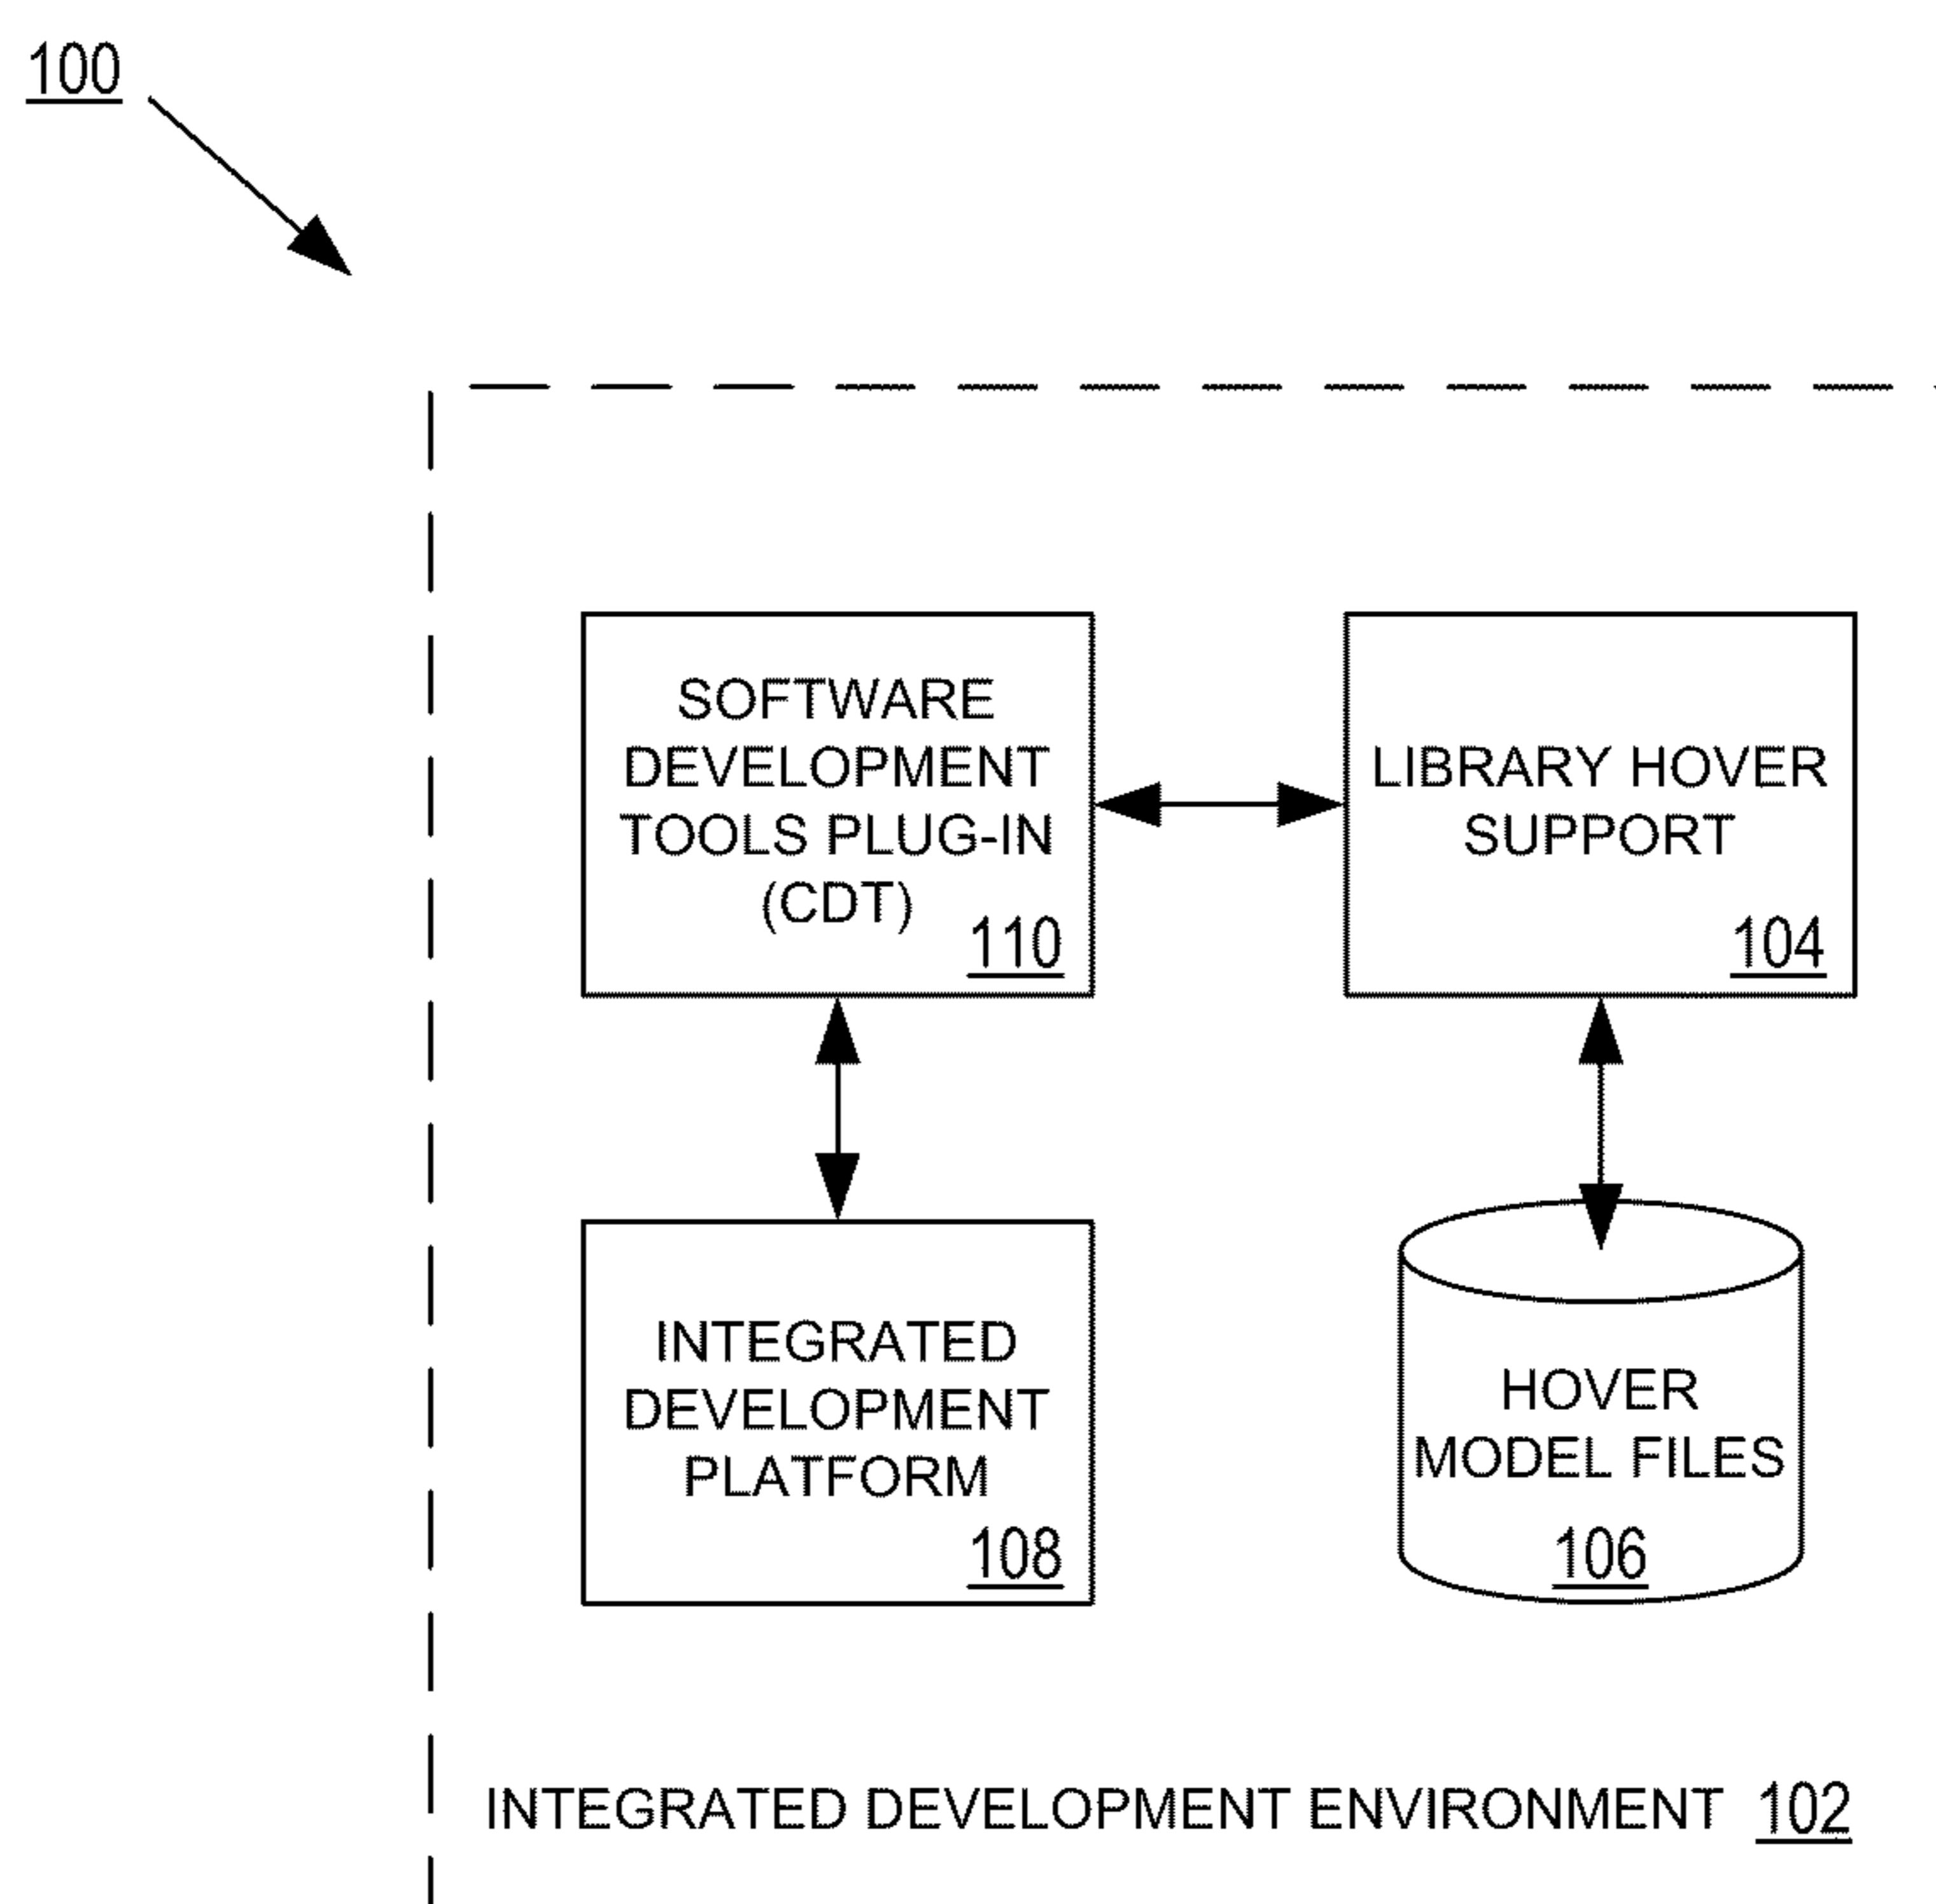 100
SOFTWARE
DEVELOPMENT
TOOLS PLUG-IN
(CDT)
110
LIBRARY HOVER
SUPPORT
104
INTEGRATED
DEVELOPMENT
PLATFORM
108
HOVER
MODEL FILES
106
INTEGRATED DEVELOPMENT ENVIRONMENT 102